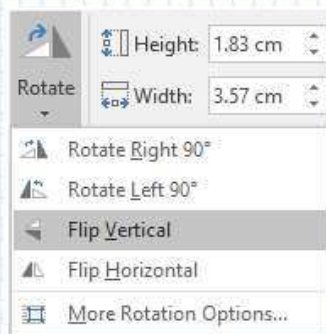 Height: 1.83 cm
Rotate
Width: 3.57 cm
Rotate Right 90°
Rotate Left 90°
Flip Vertical
Flip Horizontal
More Rotation Options...